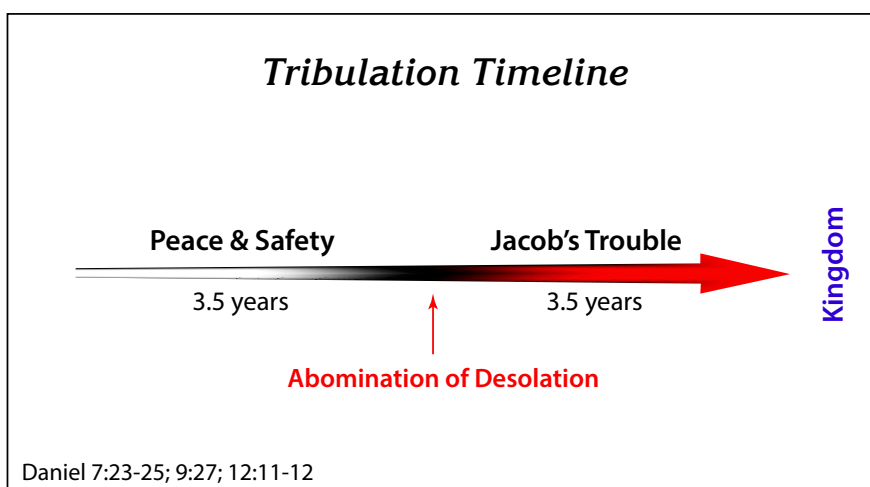 Tribulation Timeline
Peace & Safety
Jacob’s Trouble
3.5 years
3.5 years
Kingdom
Abomination of Desolation
Daniel 7:23-25; 9:27; 12:11-12